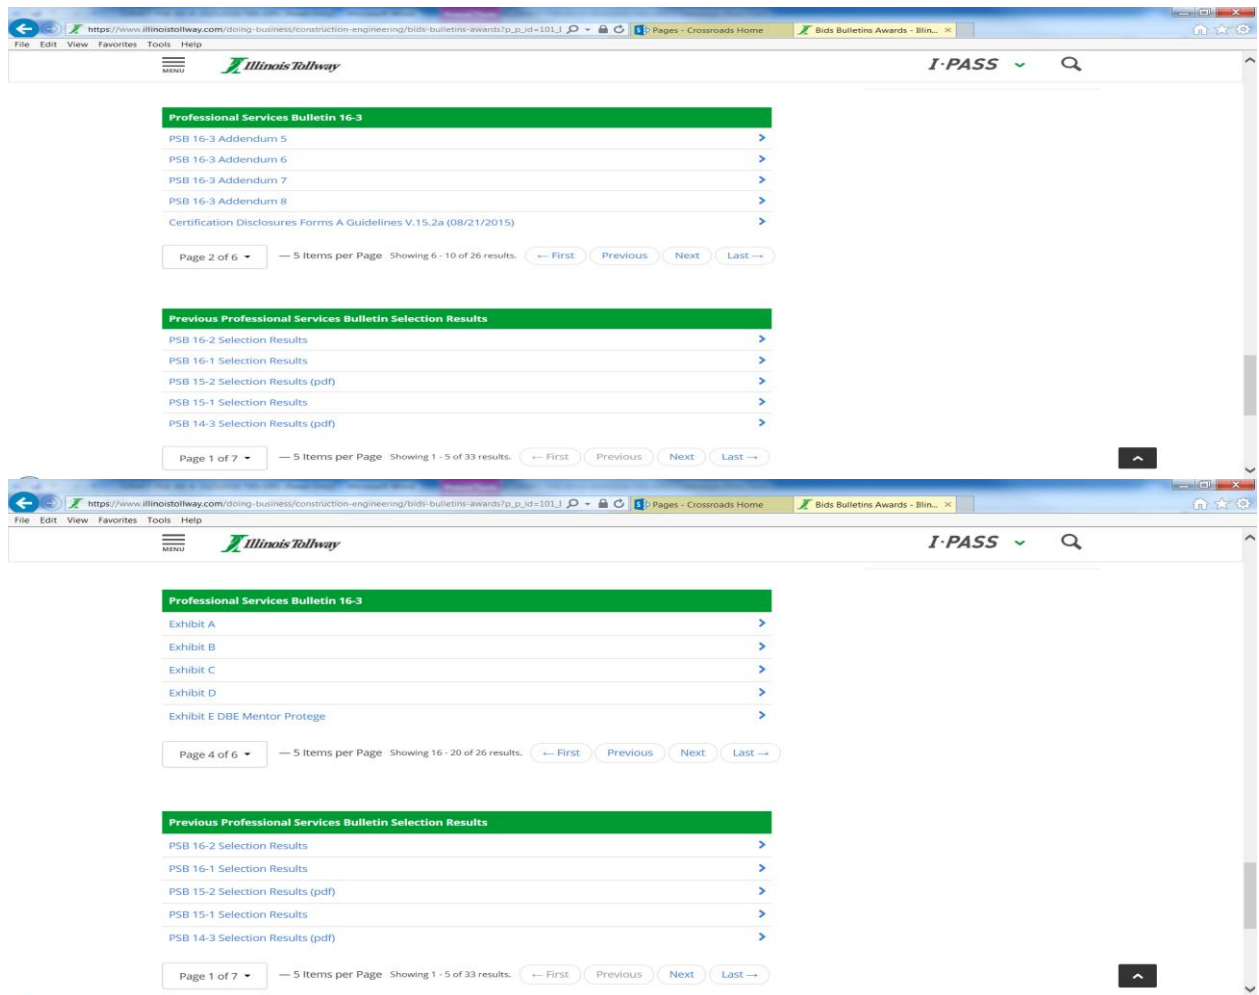 https://www.illinoistollway.com/doing-business/construction-engineering/bids-bulletins-awards?p_p_id=101_I Pages - Crossroads Home Bids Bulletins Awards - Illin...
File Edit View Favorites Tools Help
MENU Illinois Tollway I·PASS
Professional Services Bulletin 16-3
PSB 16-3 Addendum 5
PSB 16-3 Addendum 6
PSB 16-3 Addendum 7
PSB 16-3 Addendum 8
Certification Disclosures Forms A Guidelines V.15.2a (08/21/2015)
Page 2 of 6 — 5 Items per Page Showing 6 - 10 of 26 results. ← First Previous Next Last →
Previous Professional Services Bulletin Selection Results
PSB 16-2 Selection Results
PSB 16-1 Selection Results
PSB 15-2 Selection Results (pdf)
PSB 15-1 Selection Results
PSB 14-3 Selection Results (pdf)
Page 1 of 7 — 5 Items per Page Showing 1 - 5 of 33 results. ← First Previous Next Last →
https://www.illinoistollway.com/doing-business/construction-engineering/bids-bulletins-awards?p_p_id=101_I Pages - Crossroads Home Bids Bulletins Awards - Illin...
File Edit View Favorites Tools Help
MENU Illinois Tollway I·PASS
Professional Services Bulletin 16-3
Exhibit A
Exhibit B
Exhibit C
Exhibit D
Exhibit E DBE Mentor Protege
Page 4 of 6 — 5 Items per Page Showing 16 - 20 of 26 results. ← First Previous Next Last →
Previous Professional Services Bulletin Selection Results
PSB 16-2 Selection Results
PSB 16-1 Selection Results
PSB 15-2 Selection Results (pdf)
PSB 15-1 Selection Results
PSB 14-3 Selection Results (pdf)
Page 1 of 7 — 5 Items per Page Showing 1 - 5 of 33 results. ← First Previous Next Last →